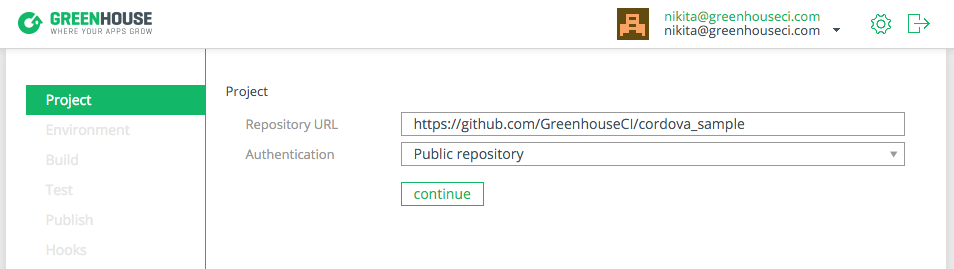 GREENHOUSE
WHERE YOUR APPS GROW
nikita@greenhouseci.com
nikita@greenhouseci.com
Project
Environment
Build
Test
Publish
Hooks
Project
Repository URL https://github.com/GreenhouseCI/cordova_sample
Authentication Public repository
continue